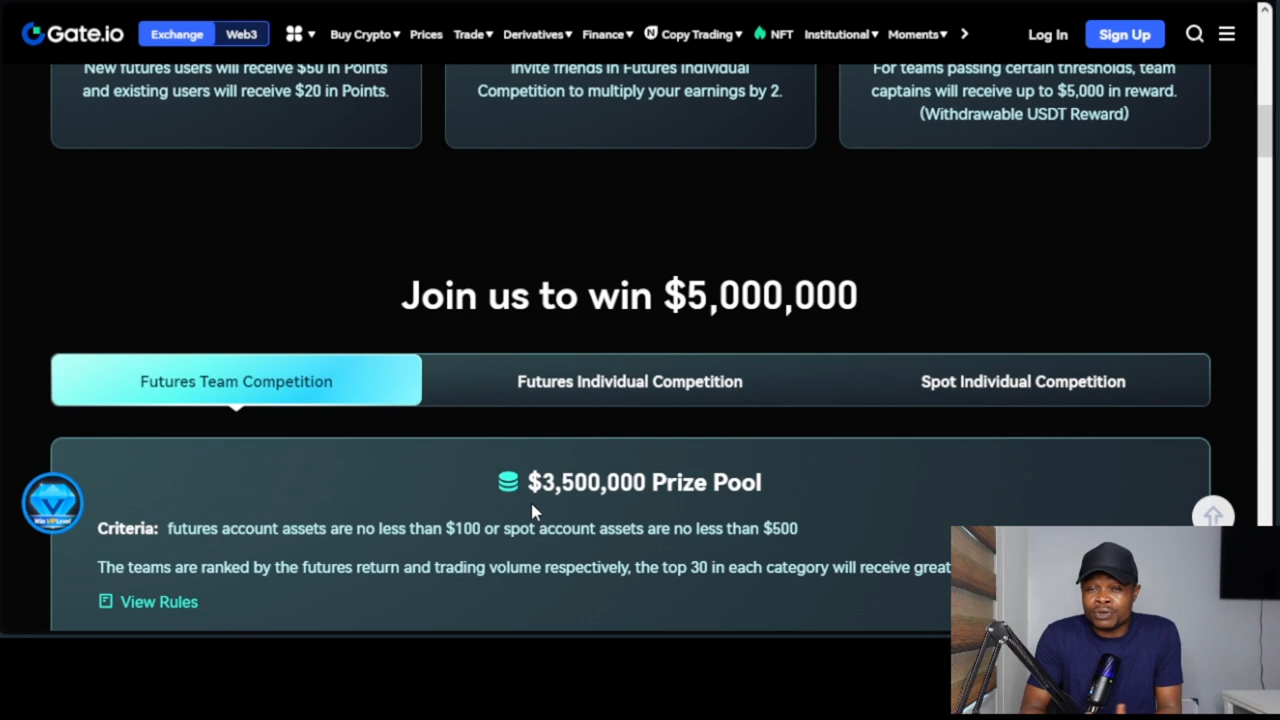 Gate.io Exchange Web3 Buy Crypto Prices Trade Derivatives Finance Copy Trading NFT Institutional Moments Log In Sign Up
New futures users will receive $50 in Points
and existing users will receive $20 in Points.
Invite friends in Futures Individual
Competition to multiply your earnings by 2.
For teams passing certain thresholds, team
captains will receive up to $5,000 in reward.
(Withdrawable USDT Reward)
Join us to win $5,000,000
Futures Team Competition
Futures Individual Competition
Spot Individual Competition
$3,500,000 Prize Pool
Criteria: futures account assets are no less than $100 or spot account assets are no less than $500
The teams are ranked by the futures return and trading volume respectively, the top 30 in each category will receive great
View Rules
Win VIP Level